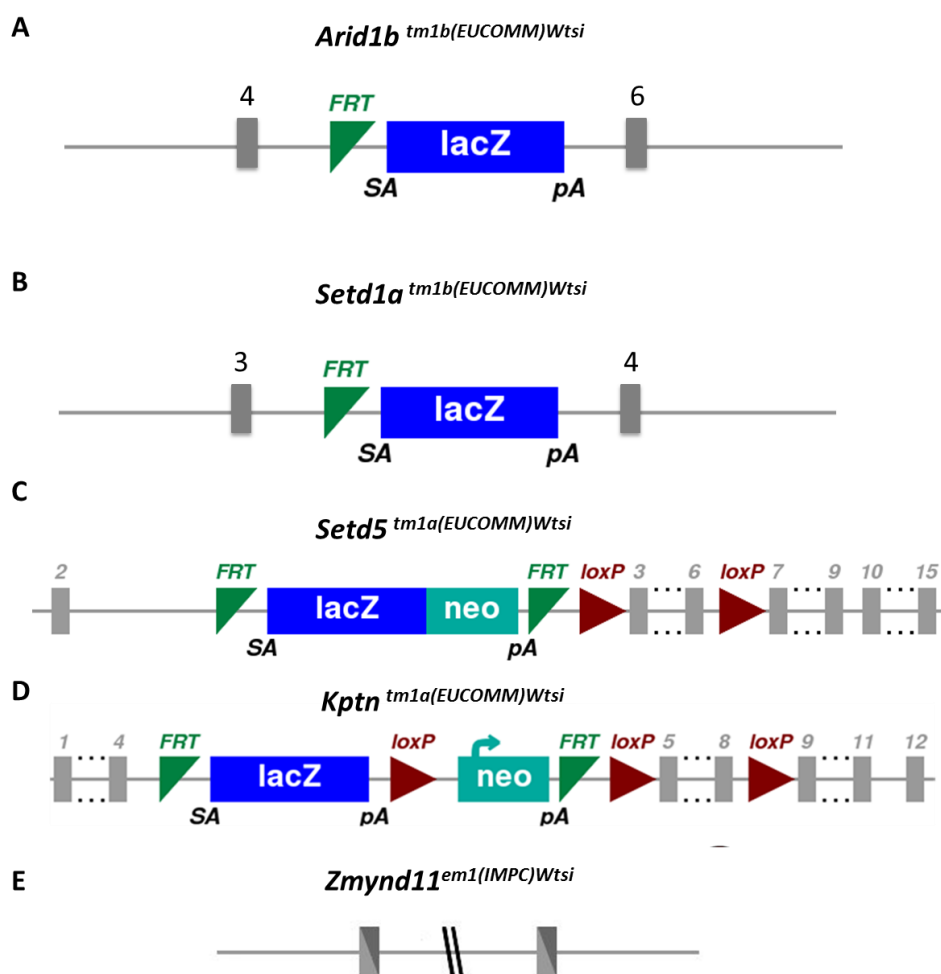 A
Arid1b tm1b(EUCOMM)Wtsi
4 FRT 6
lacZ
SA pA
B
Setd1a tm1b(EUCOMM)Wtsi
3 FRT 4
lacZ
SA pA
C
Setd5 tm1a(EUCOMM)Wtsi
2 FRT FRT loxP 3 6 loxP 7 9 10 15
lacZ neo
SA pA
D
Kptn tm1a(EUCOMM)Wtsi
1 4 FRT loxP FRT loxP 5 8 loxP 9 11 12
lacZ neo
SA pA pA
E
Zmynd11em1(IMPC)Wtsi